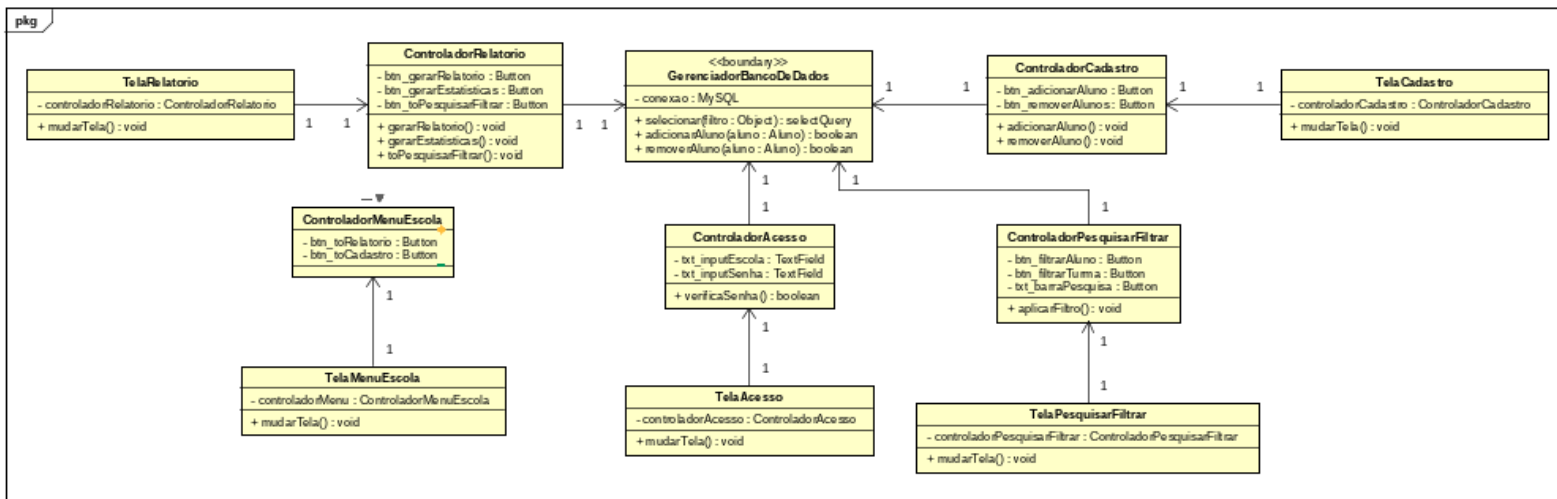 pkg
TelaRelatorio
- controladorRelatorio : ControladorRelatorio
+ mudarTela() : void
1
1
ControladorRelatorio
- btn_gerarRelatorio : Button
- btn_gerarEstatisticas : Button
- btn_toPesquisarFiltrar : Button
+ gerarRelatorio() : void
+ gerarEstatisticas() : void
+ toPesquisarFiltrar() : void
1
1
<<boundary>>
GerenciadorBancoDeDados
- conexao : MySQL
+ selecionar(filtro : Object) : selectQuery
+ adicionarAluno(aluno : Aluno) : boolean
+ removerAluno(aluno : Aluno) : boolean
1
1
ControladorCadastro
- btn_adicionarAluno : Button
- btn_removerAlunos : Button
+ adicionarAluno() : void
+ removerAluno() : void
1
1
TelaCadastro
- controladorCadastro : ControladorCadastro
+ mudarTela() : void
ControladorMenuEscola
- btn_toRelatorio : Button
- btn_toCadastro : Button
1
1
TelaMenuEscola
- controladorMenu : ControladorMenuEscola
+ mudarTela() : void
1
1
ControladorAcesso
- txt_inputEscola : TextField
- txt_inputSenha : TextField
+ verificaSenha() : boolean
1
1
TelaAcesso
- controladorAcesso : ControladorAcesso
+ mudarTela() : void
1
1
ControladorPesquisarFiltrar
- btn_filtrarAluno : Button
- btn_filtrarTurma : Button
- txt_barraPesquisa : Button
+ aplicarFiltro() : void
1
1
TelaPesquisarFiltrar
- controladorPesquisarFiltrar : ControladorPesquisarFiltrar
+ mudarTela() : void